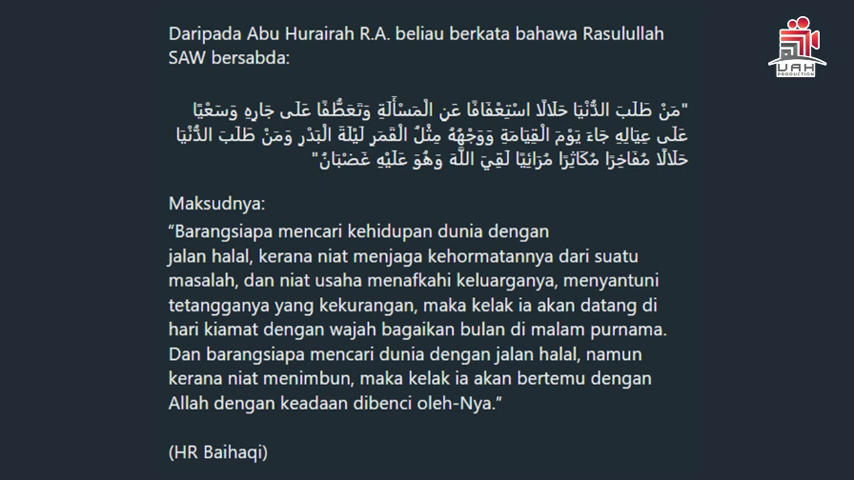 Daripada Abu Hurairah R.A. beliau berkata bahawa Rasulullah
SAW bersabda:
"مَنْ طَلَبَ الدُّنْيَا حَلَالًا اسْتِعْفَافًا عَنِ الْمَسْأَلَةِ وَتَعَطُّفًا عَلَى جَارِهِ وَسَعْيًا
عَلَى عِيَالِهِ جَاءَ يَوْمَ الْقِيَامَةِ وَوَجْهُهُ مِثْلُ الْقَمَرِ لَيْلَةَ الْبَدْرِ وَمَنْ طَلَبَ الدُّنْيَا
حَلَالًا مُفَاخِرًا مُكَاثِرًا مُرَائِيًا لَقِيَ اللَّهَ وَهُوَ عَلَيْهِ غَضْبَانُ"
Maksudnya:
“Barangsiapa mencari kehidupan dunia dengan
jalan halal, kerana niat menjaga kehormatannya dari suatu
masalah, dan niat usaha menafkahi keluarganya, menyantuni
tetangganya yang kekurangan, maka kelak ia akan datang di
hari kiamat dengan wajah bagaikan bulan di malam purnama.
Dan barangsiapa mencari dunia dengan jalan halal, namun
kerana niat menimbun, maka kelak ia akan bertemu dengan
Allah dengan keadaan dibenci oleh-Nya.”
(HR Baihaqi)
UAH
PRODUCTION